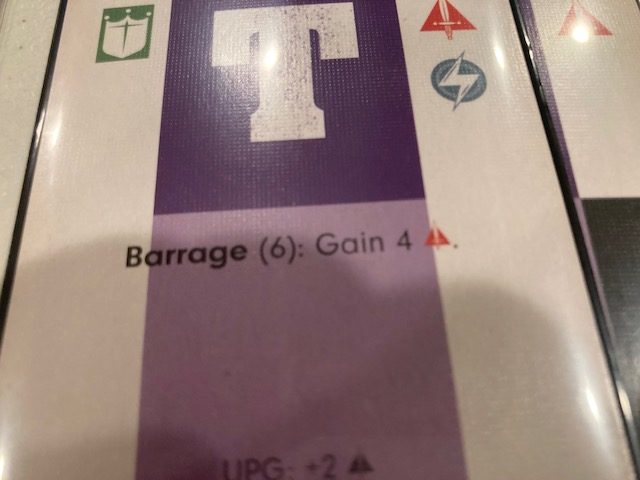 T
Barrage (6): Gain 4 .
UPG: +2